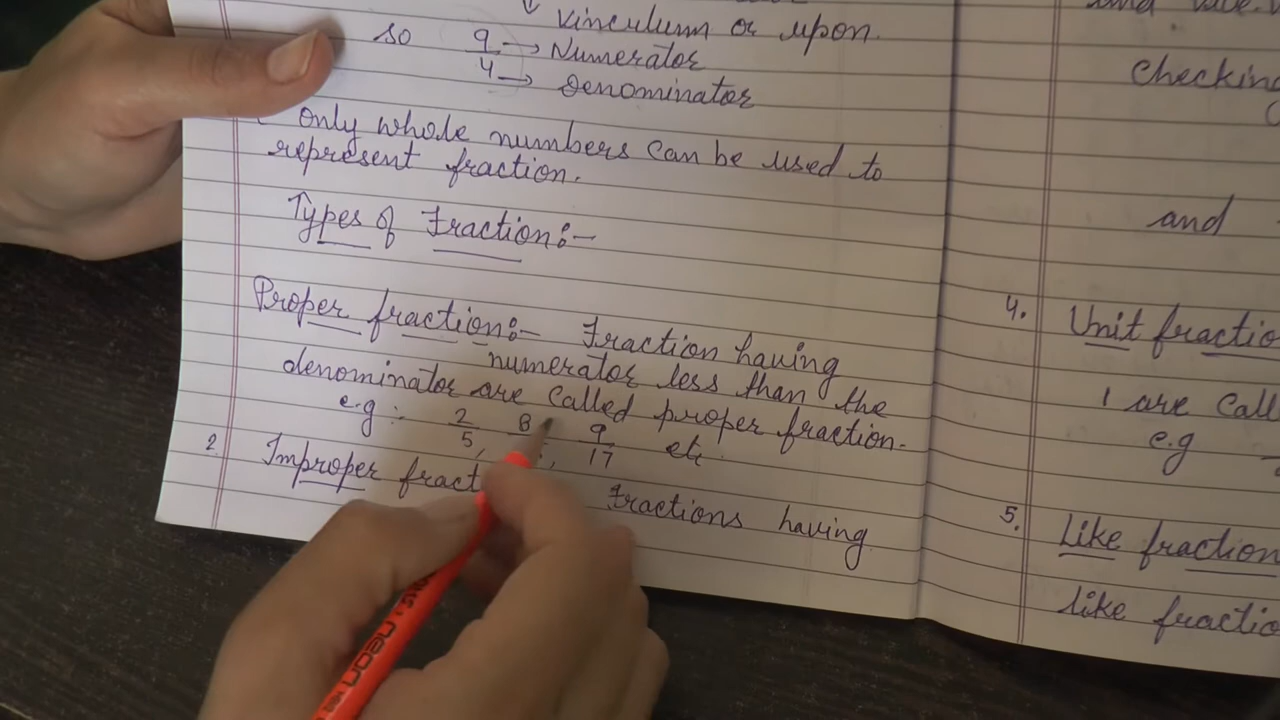 vinculum or upon.
so 9 → Numerator
4 → Denominator
only whole numbers can be used to
represent fraction.
Types of Fraction:-
Proper fraction:- Fraction having
numerator less than the
denominator are called proper fraction.
e.g :- 2/5, 8 , 9/17 etc
2. Improper fract
Fractions having
Checking
and
4. Unit fractio
1 are call
e.g
5. Like fraction
like fractio
neon